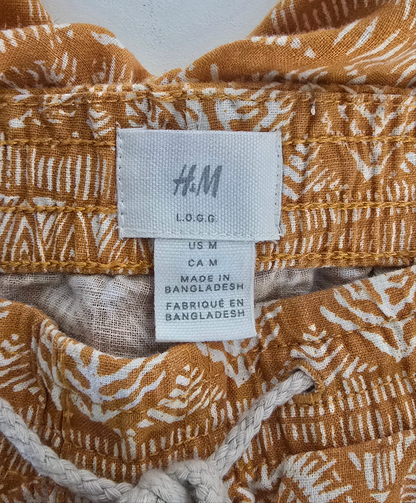 H&M
L.O.G.G.
US M
CA M
MADE IN
BANGLADESH
FABRIQUÉ EN
BANGLADESH